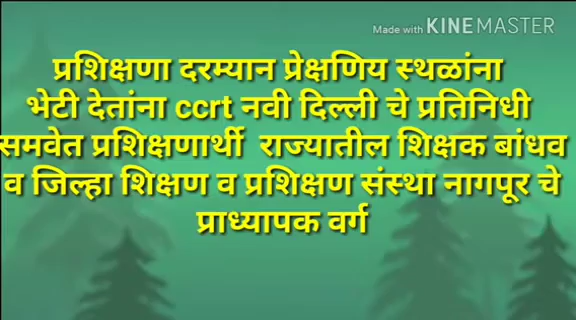 Made with KINEMASTER
प्रशिक्षणा दरम्यान प्रेक्षणिय स्थळांना
भेटी देतांना ccrt नवी दिल्ली चे प्रतिनिधी
समवेत प्रशिक्षणार्थी राज्यातील शिक्षक बांधव
व जिल्हा शिक्षण व प्रशिक्षण संस्था नागपूर चे
प्राध्यापक वर्ग